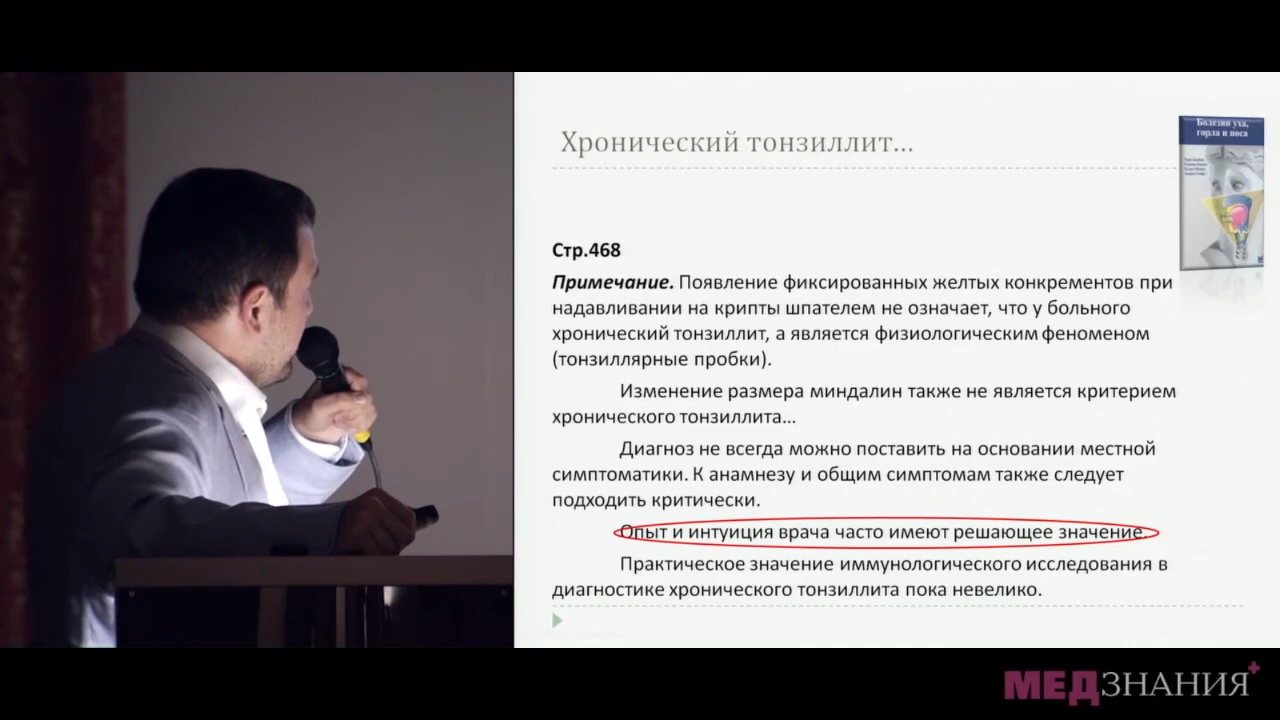 Хронический тонзиллит...
Болезни уха,
горла и носа
Стр.468
Примечание. Появление фиксированных желтых конкрементов при
надавливании на крипты шпателем не означает, что у больного
хронический тонзиллит, а является физиологическим феноменом
(тонзиллярные пробки).
Изменение размера миндалин также не является критерием
хронического тонзиллита...
Диагноз не всегда можно поставить на основании местной
симптоматики. К анамнезу и общим симптомам также следует
подходить критически.
Опыт и интуиция врача часто имеют решающее значение.
Практическое значение иммунологического исследования в
диагностике хронического тонзиллита пока невелико.
МЕДЗНАНИЯ+